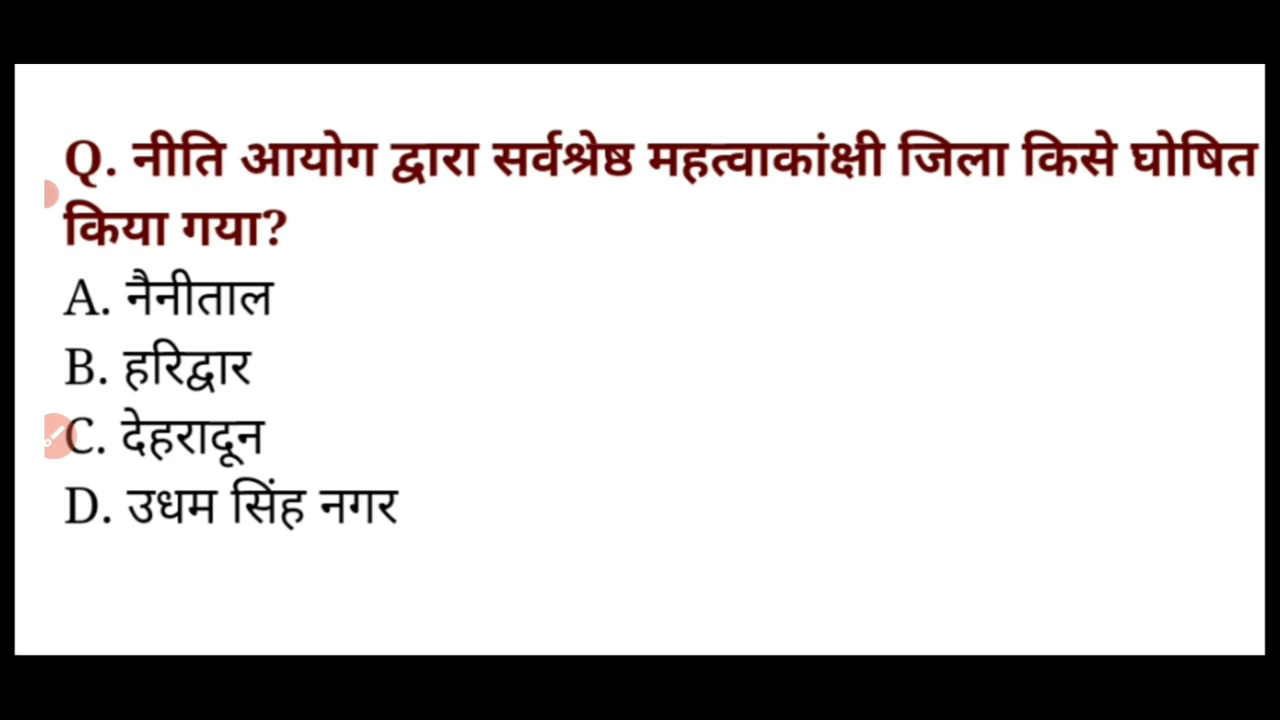 Q. नीति आयोग द्वारा सर्वश्रेष्ठ महत्वाकांक्षी जिला किसे घोषित
किया गया?
A. नैनीताल
B. हरिद्वार
C. देहरादून
D. उधम सिंह नगर